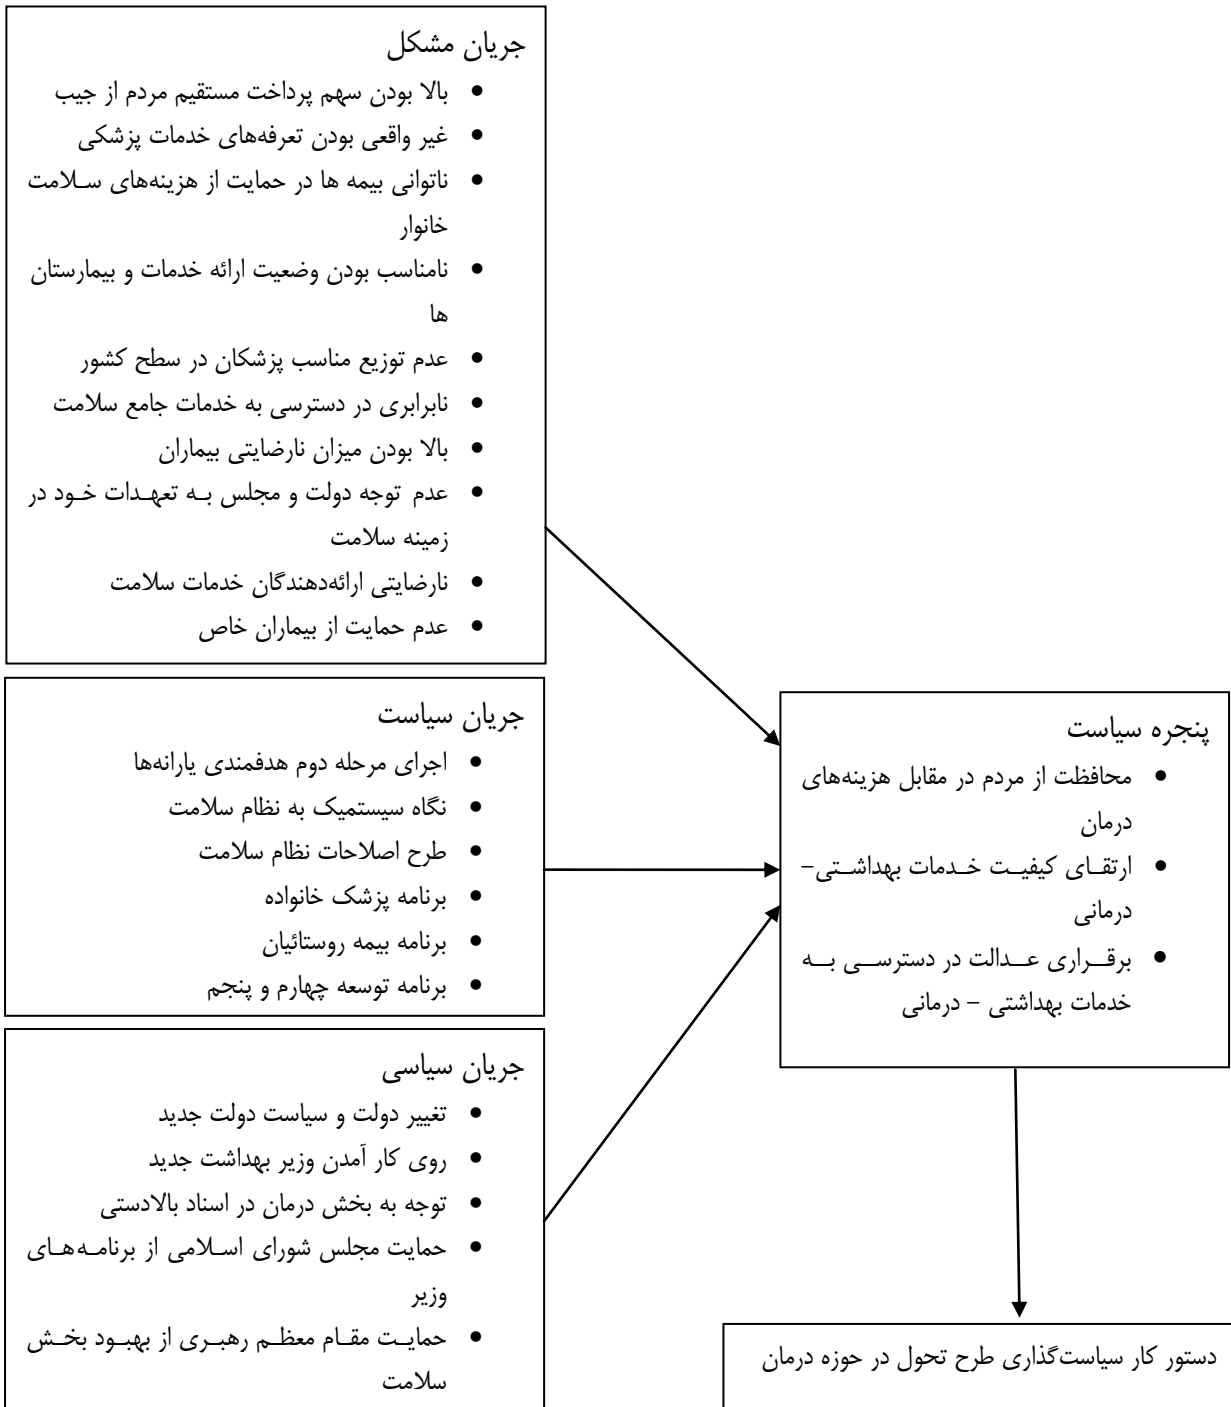 جریان مشکل
• بالا بودن سهم پرداخت مستقیم مردم از جیب
• غیر واقعی بودن تعرفه‌های خدمات پزشکی
• ناتوانی بیمه ها در حمایت از هزینه‌های سلامت
خانوار
• نامناسب بودن وضعیت ارائه خدمات و بیمارستان
ها
• عدم توزیع مناسب پزشکان در سطح کشور
• نابرابری در دسترسی به خدمات جامع سلامت
• بالا بودن میزان نارضایتی بیماران
• عدم توجه دولت و مجلس به تعهدات خود در
زمینه سلامت
• نارضایتی ارائه‌دهندگان خدمات سلامت
• عدم حمایت از بیماران خاص
جریان سیاست
• اجرای مرحله دوم هدفمندی یارانه‌ها
• نگاه سیستمیک به نظام سلامت
• طرح اصلاحات نظام سلامت
• برنامه پزشک خانواده
• برنامه بیمه روستائیان
• برنامه توسعه چهارم و پنجم
جریان سیاسی
• تغییر دولت و سیاست دولت جدید
• روی کار آمدن وزیر بهداشت جدید
• توجه به بخش درمان در اسناد بالادستی
• حمایت مجلس شورای اسلامی از برنامه‌های
وزیر
• حمایت مقام معظم رهبری از بهبود بخش
سلامت
پنجره سیاست
• محافظت از مردم در مقابل هزینه‌های
درمان
• ارتقای کیفیت خدمات بهداشتی–
درمانی
• برقراری عدالت در دسترسی به
خدمات بهداشتی – درمانی
دستور کار سیاست‌گذاری طرح تحول در حوزه درمان